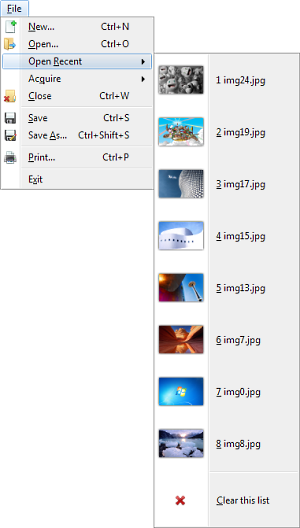 File
New... Ctrl+N
Open... Ctrl+O
Open Recent
Acquire
Close Ctrl+W
Save Ctrl+S
Save As... Ctrl+Shift+S
Print... Ctrl+P
Exit
1 img24.jpg
2 img19.jpg
3 img17.jpg
4 img15.jpg
5 img13.jpg
6 img7.jpg
7 img0.jpg
8 img8.jpg
Clear this list